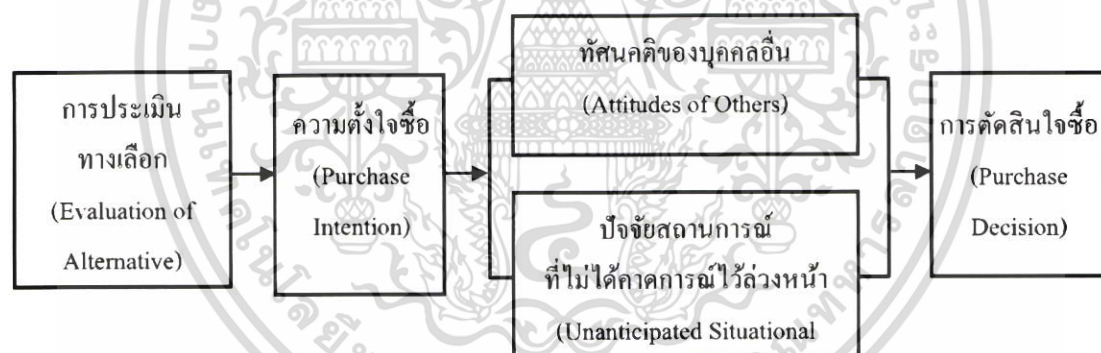 การประเมิน
ทางเลือก
(Evaluation of
Alternative)
ความตั้งใจซื้อ
(Purchase
Intention)
ทัศนคติของบุคคลอื่น
(Attitudes of Others)
ปัจจัยสถานการณ์
ที่ไม่ได้คาดการณ์ไว้ล่วงหน้า
(Unanticipated Situational
การตัดสินใจซื้อ
(Purchase
Decision)